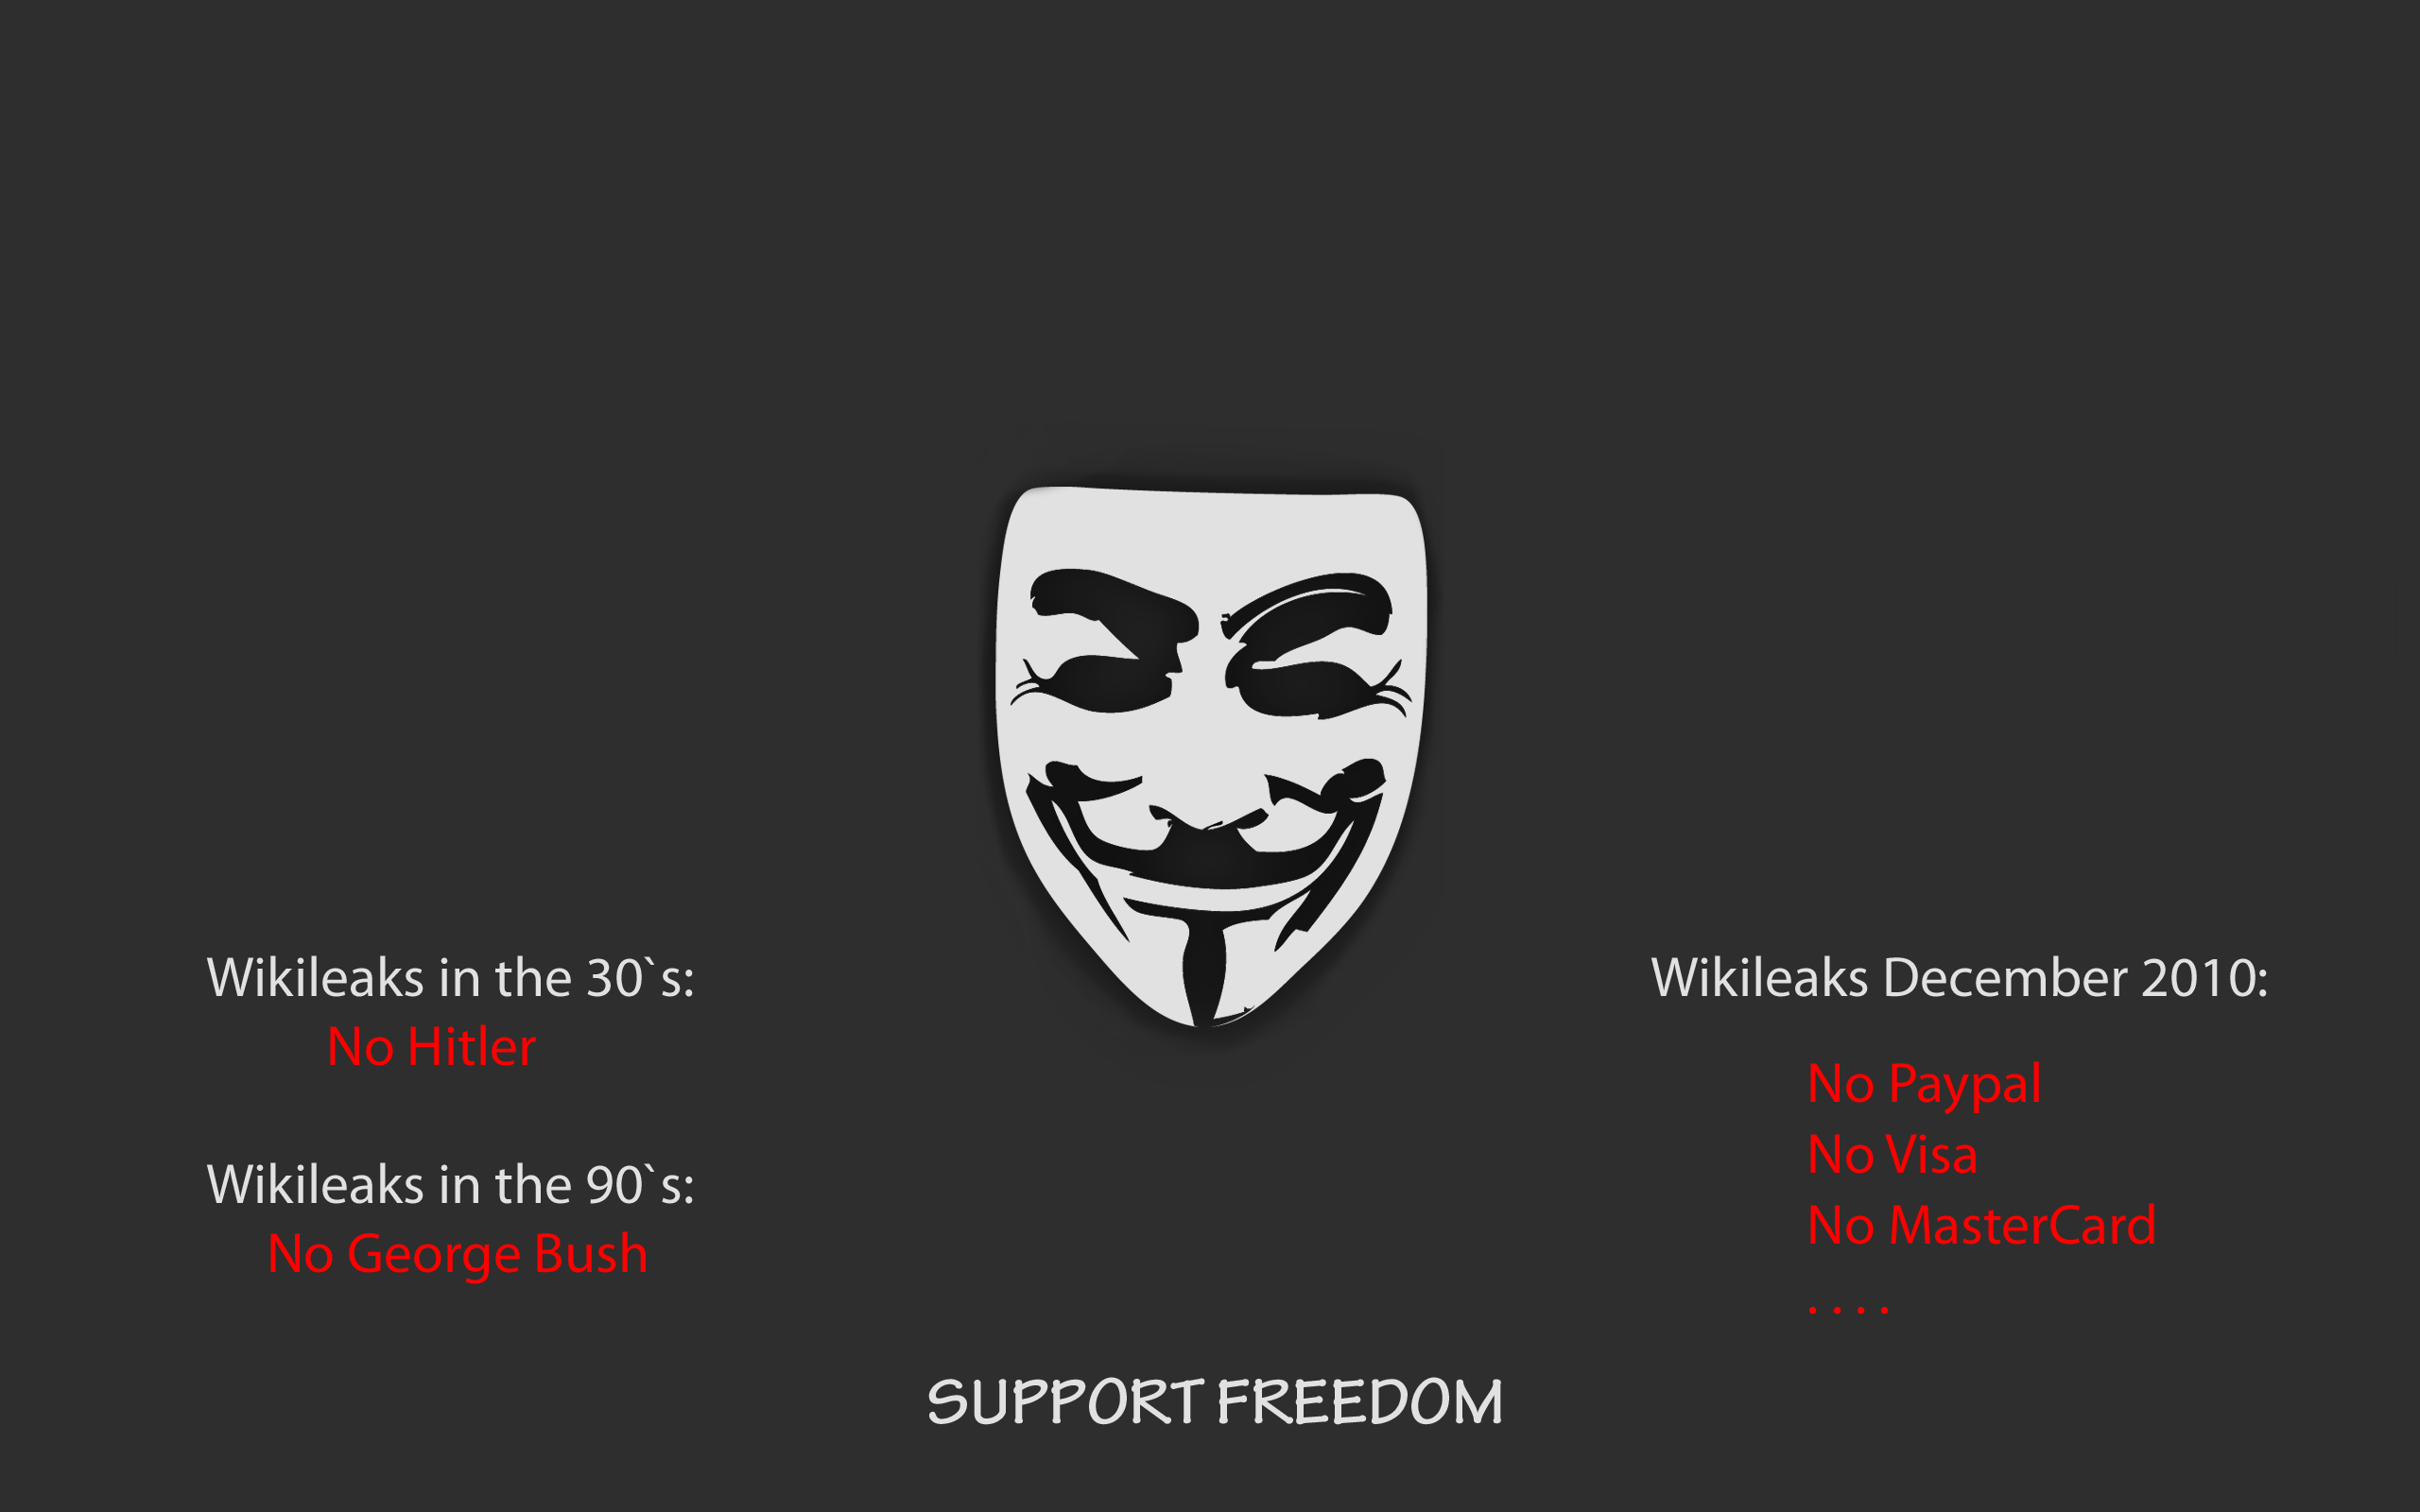 Wikileaks in the 30`s:
No Hitler
Wikileaks in the 90`s:
No George Bush
Wikileaks December 2010:
No Paypal
No Visa
No MasterCard
. . . .
SUPPORT FREEDOM